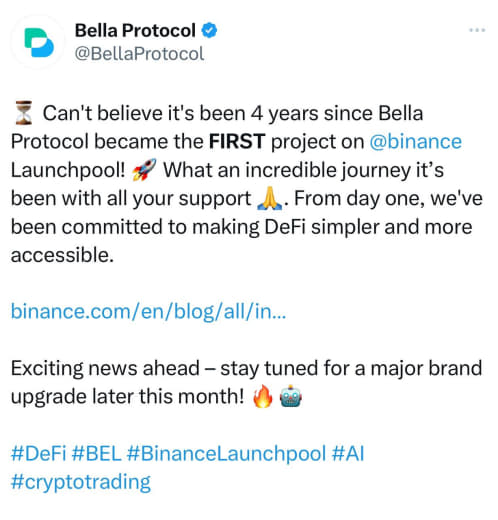 Bella Protocol
@BellaProtocol
⏳ Can't believe it's been 4 years since Bella
Protocol became the FIRST project on @binance
Launchpool! 🚀 What an incredible journey it’s
been with all your support 🙏. From day one, we've
been committed to making DeFi simpler and more
accessible.
binance.com/en/blog/all/in...
Exciting news ahead – stay tuned for a major brand
upgrade later this month! 🔥 🤖
#DeFi #BEL #BinanceLaunchpool #AI
#cryptotrading